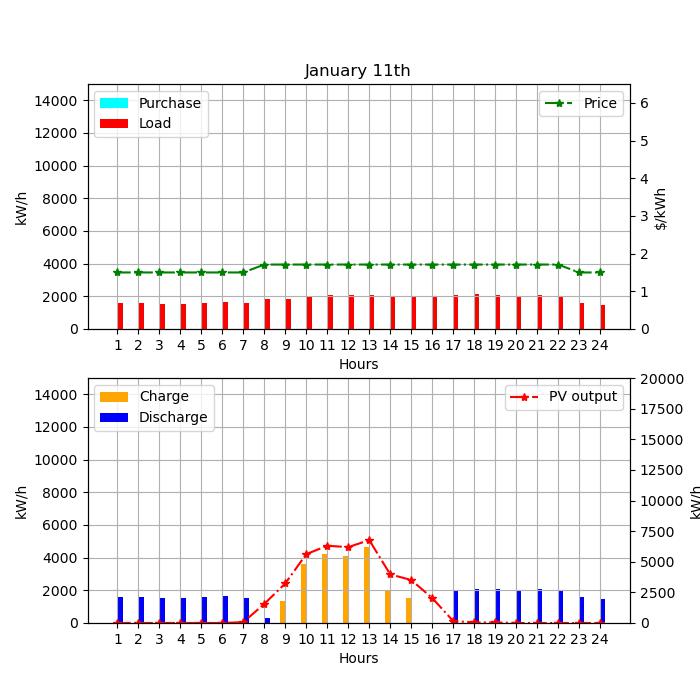 January 11th
14000
12000
10000
8000
6000
4000
2000
0
kW/h
Purchase
Load
Price
6
5
4
3
2
1
0
$/kWh
1 2 3 4 5 6 7 8 9 10 11 12 13 14 15 16 17 18 19 20 21 22 23 24
Hours
14000
12000
10000
8000
6000
4000
2000
0
kW/h
Charge
Discharge
PV output
20000
17500
15000
12500
10000
7500
5000
2500
0
kW/h
1 2 3 4 5 6 7 8 9 10 11 12 13 14 15 16 17 18 19 20 21 22 23 24
Hours